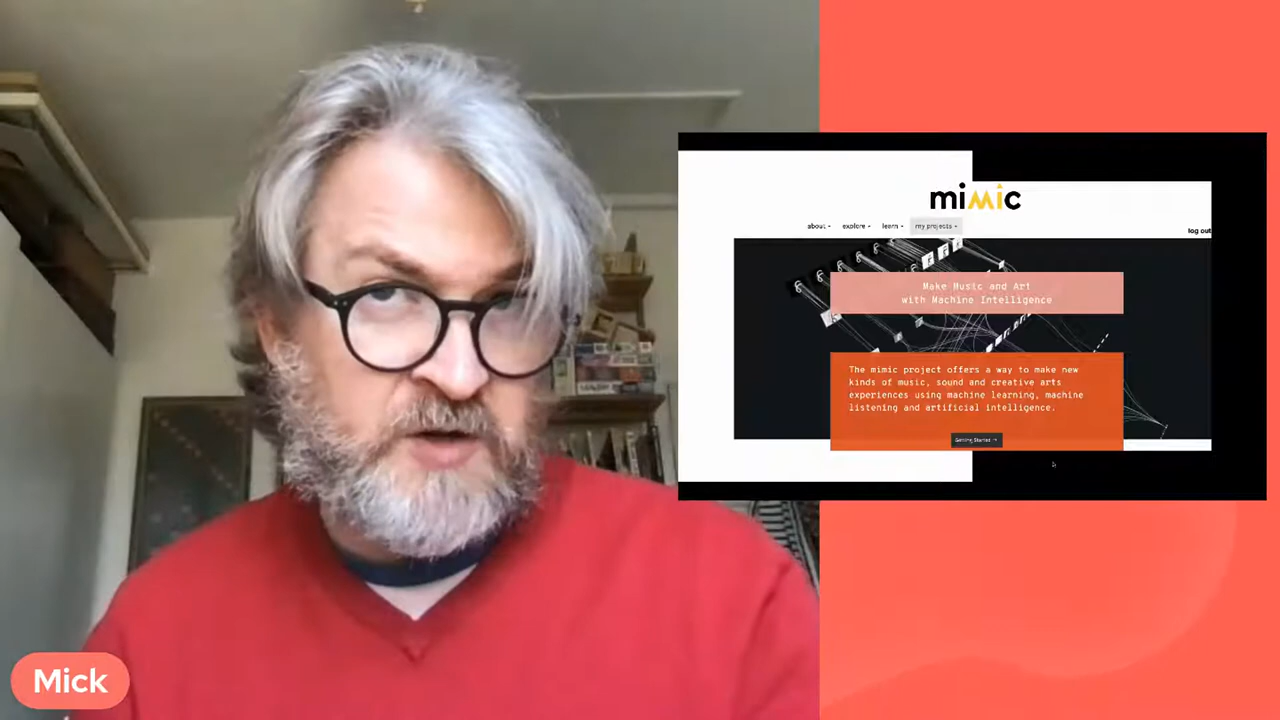 mimic
about
explore
learn
my projects
log out
Make Music and Art
with Machine Intelligence
The mimic project offers a way to make new
kinds of music, sound and creative arts
experiences using machine learning, machine
listening and artificial intelligence.
Getting Started
Mick